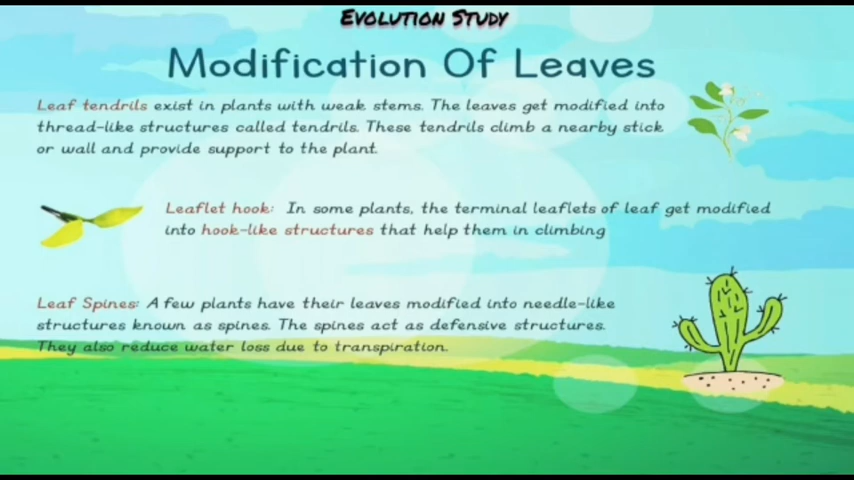 Evolution Study
Modification Of Leaves
Leaf tendrils exist in plants with weak stems. The leaves get modified into
thread-like structures called tendrils. These tendrils climb a nearby stick
or wall and provide support to the plant.
Leaflet hook: In some plants, the terminal leaflets of leaf get modified
into hook-like structures that help them in climbing
Leaf Spines: A few plants have their leaves modified into needle-like
structures known as spines. The spines act as defensive structures.
They also reduce water loss due to transpiration.